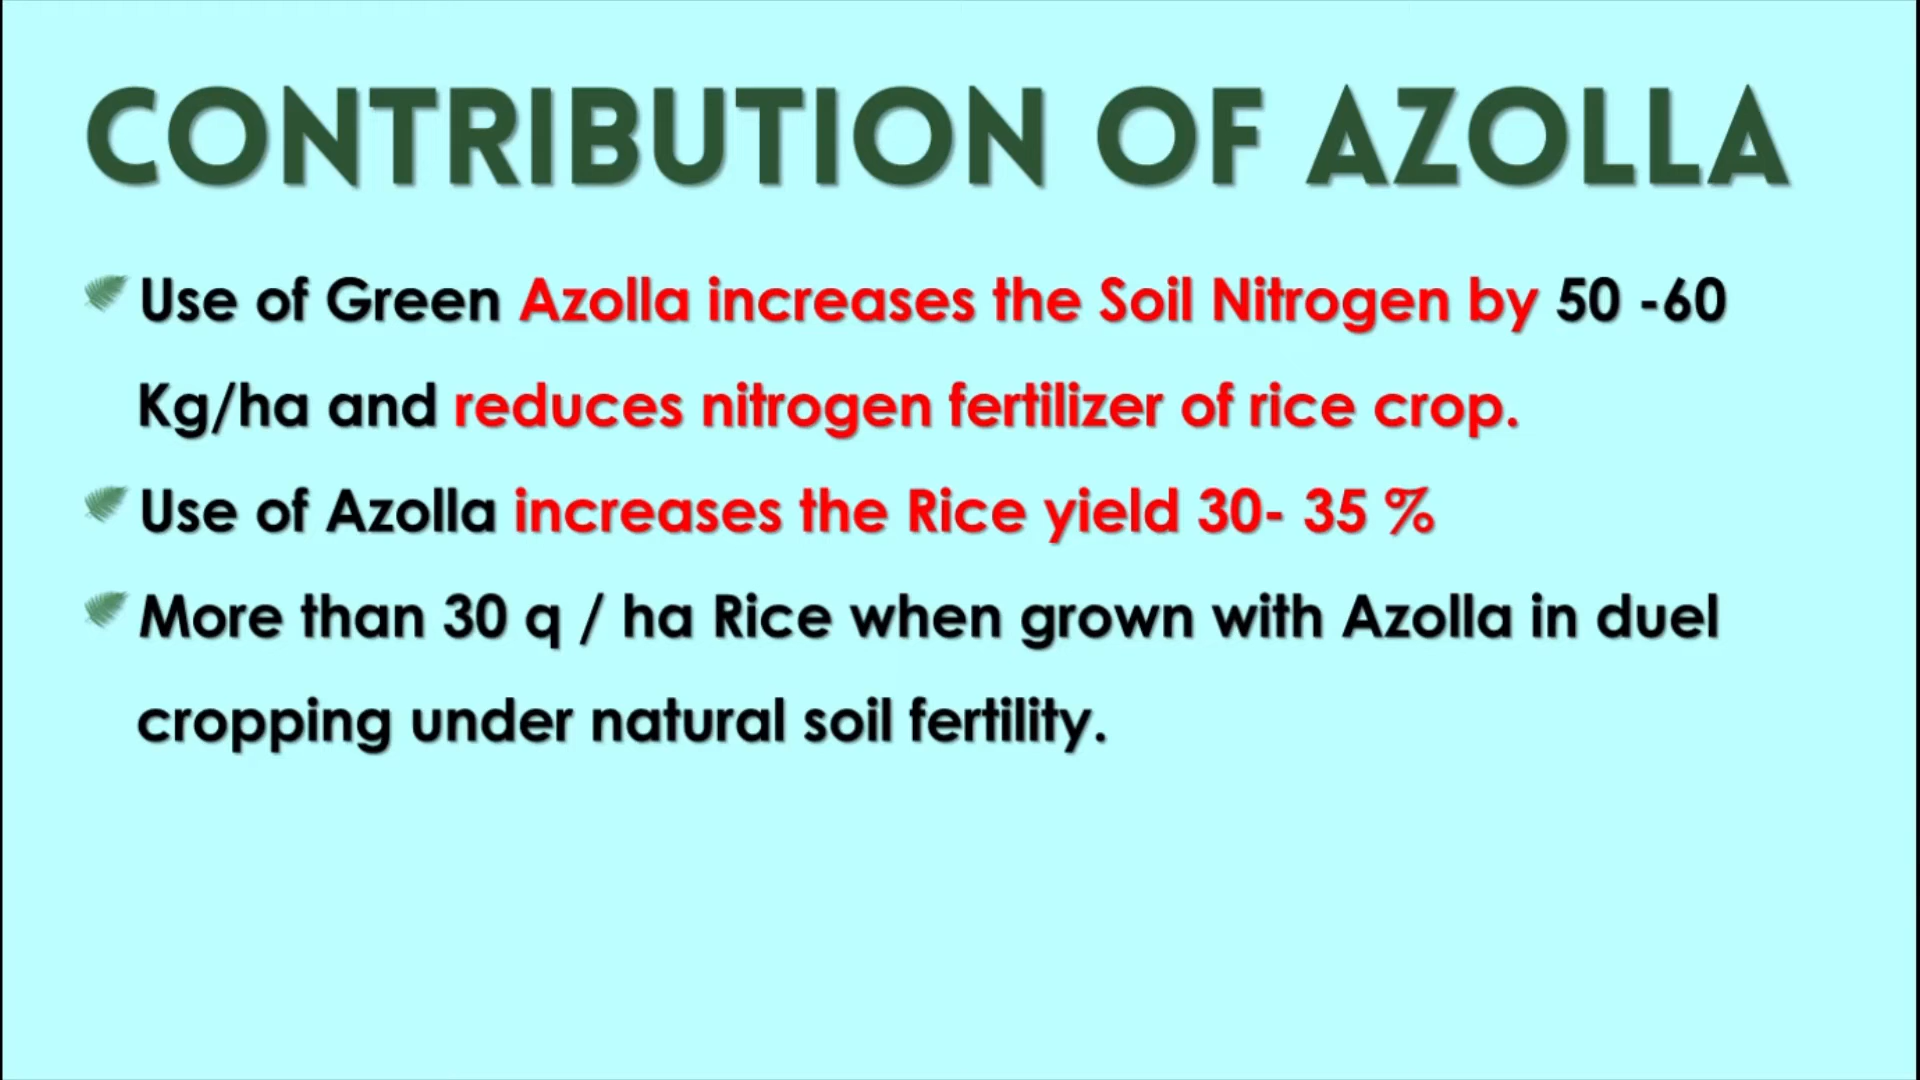 CONTRIBUTION OF AZOLLA
Use of Green Azolla increases the Soil Nitrogen by 50 -60
Kg/ha and reduces nitrogen fertilizer of rice crop.
Use of Azolla increases the Rice yield 30- 35 %
More than 30 q / ha Rice when grown with Azolla in duel
cropping under natural soil fertility.